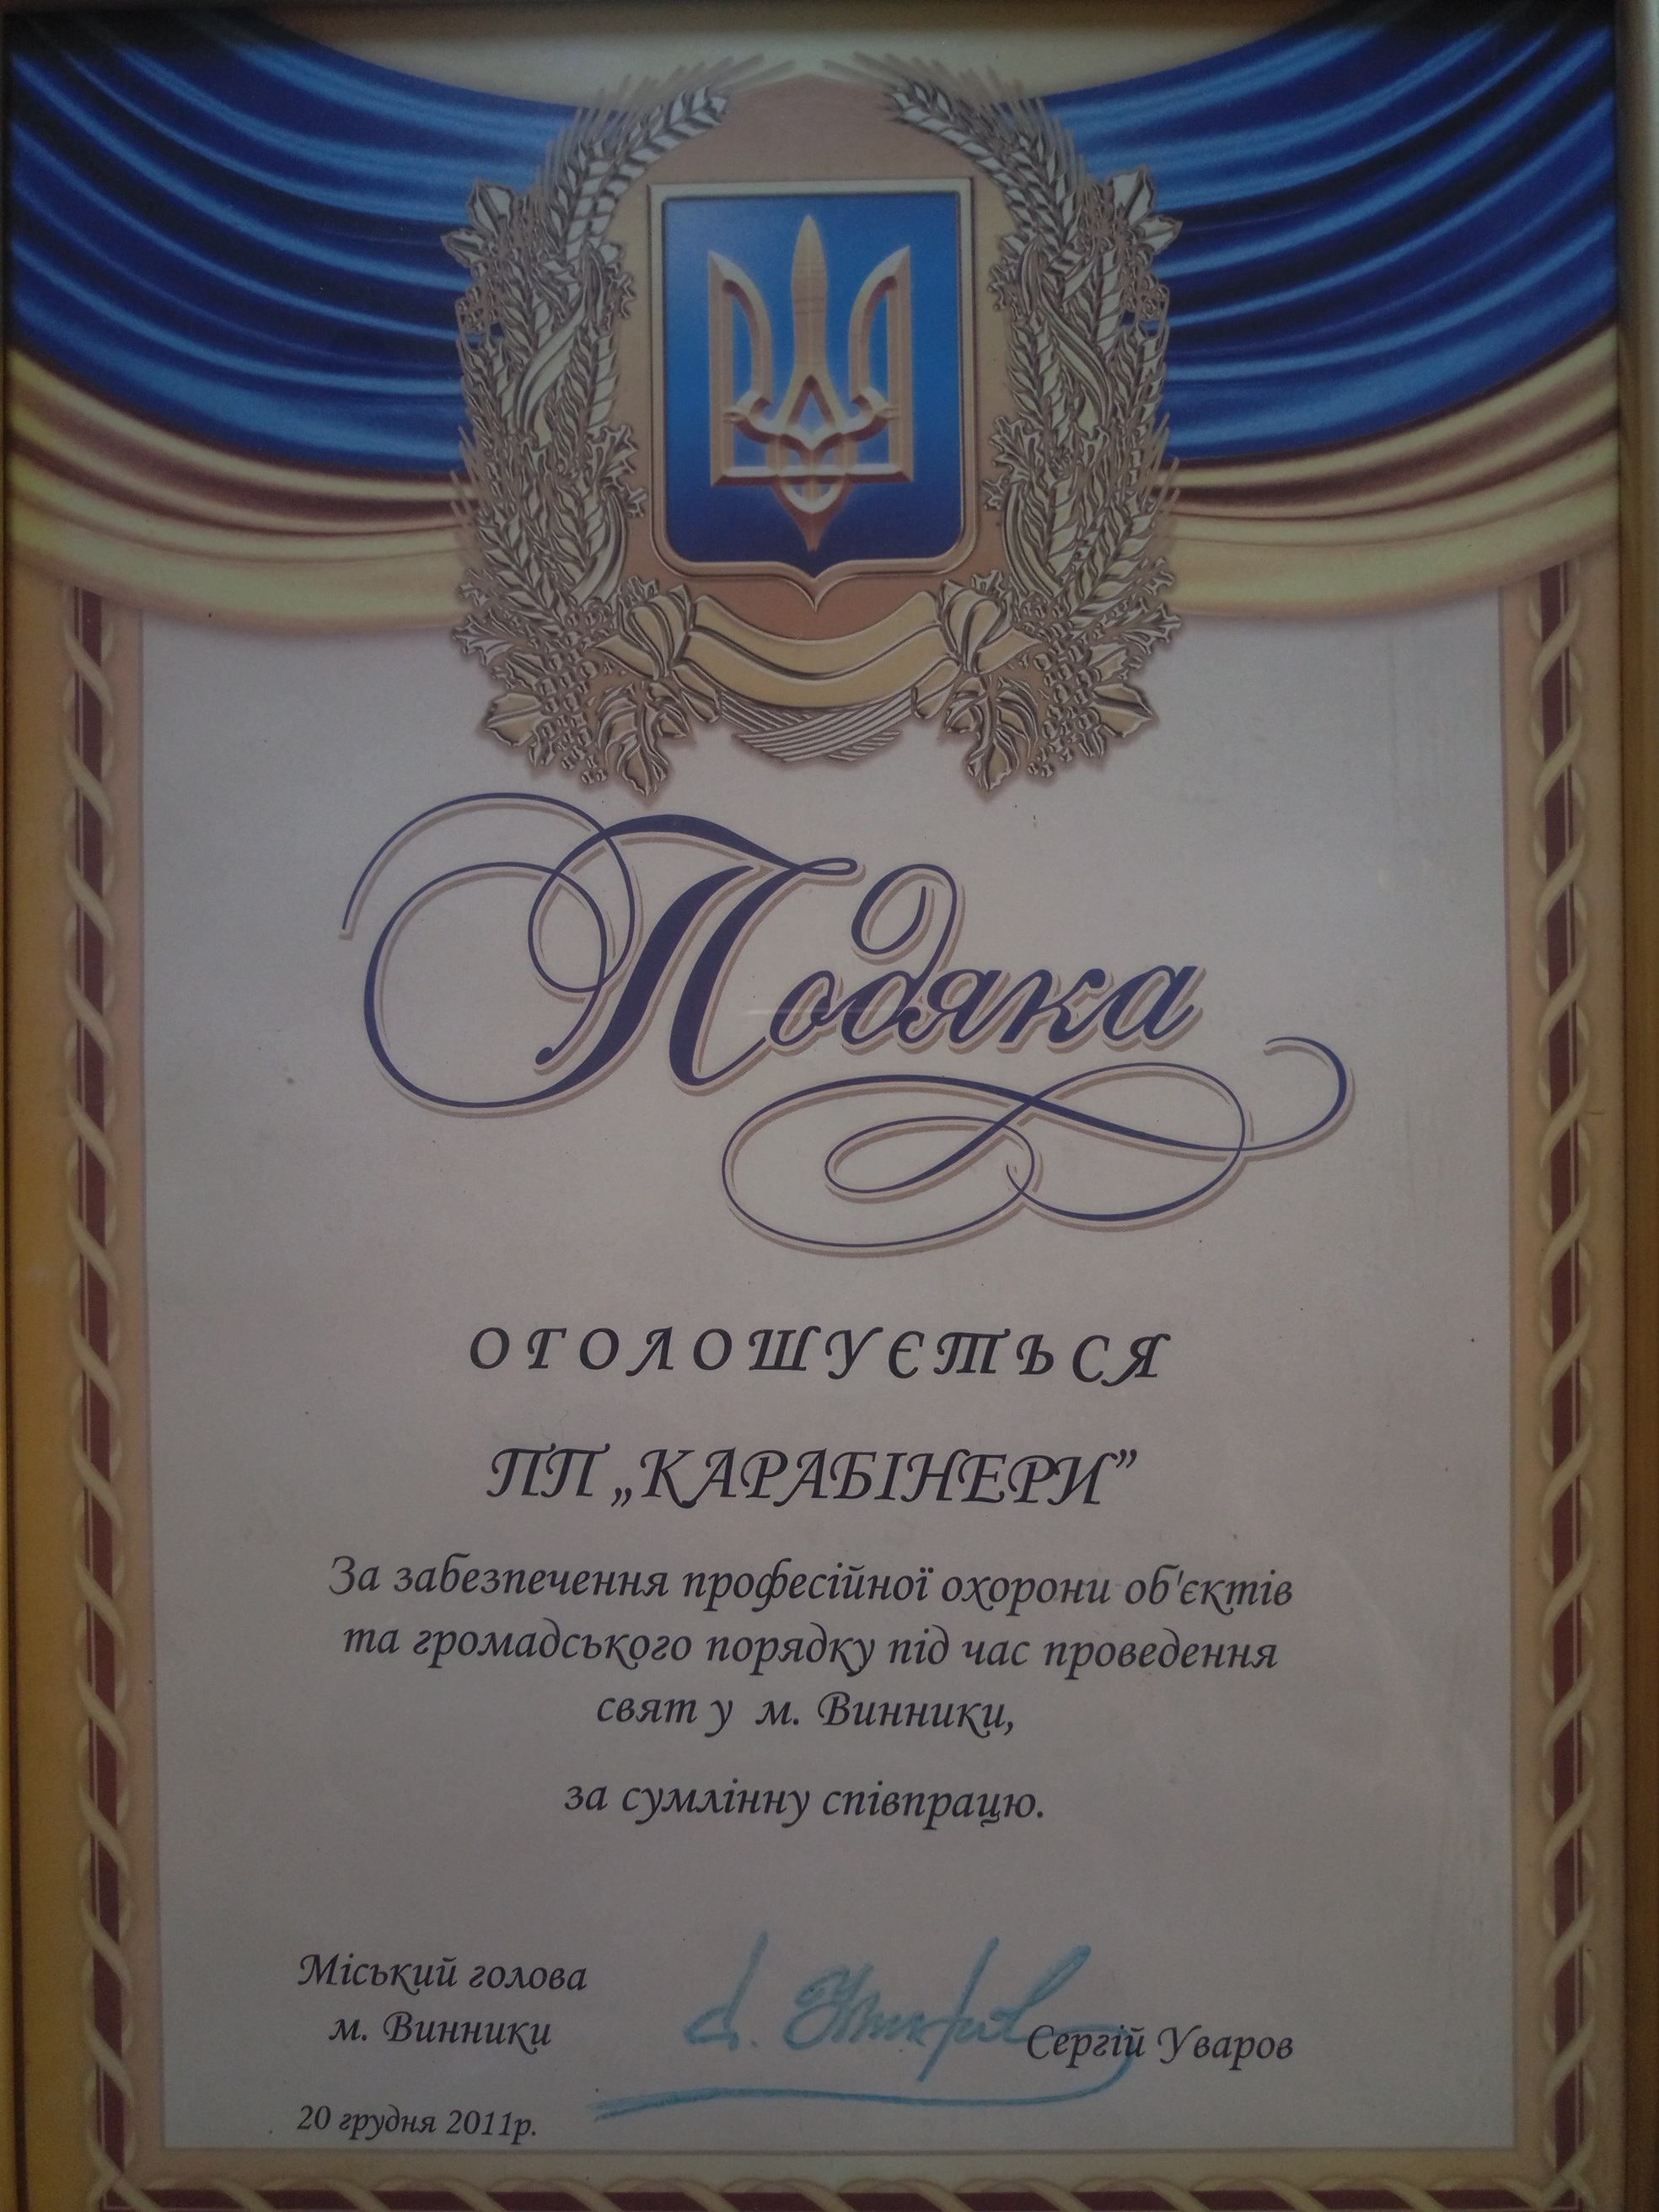 Подяка
ОГОЛОШУЄТЬСЯ
ПП „КАРАБІНЕРИ”
За забезпечення професійної охорони об'єктів
та громадського порядку під час проведення
свят у м. Винники,
за сумлінну співпрацю.
Міський голова
м. Винники
Сергій Уваров
20 грудня 2011р.